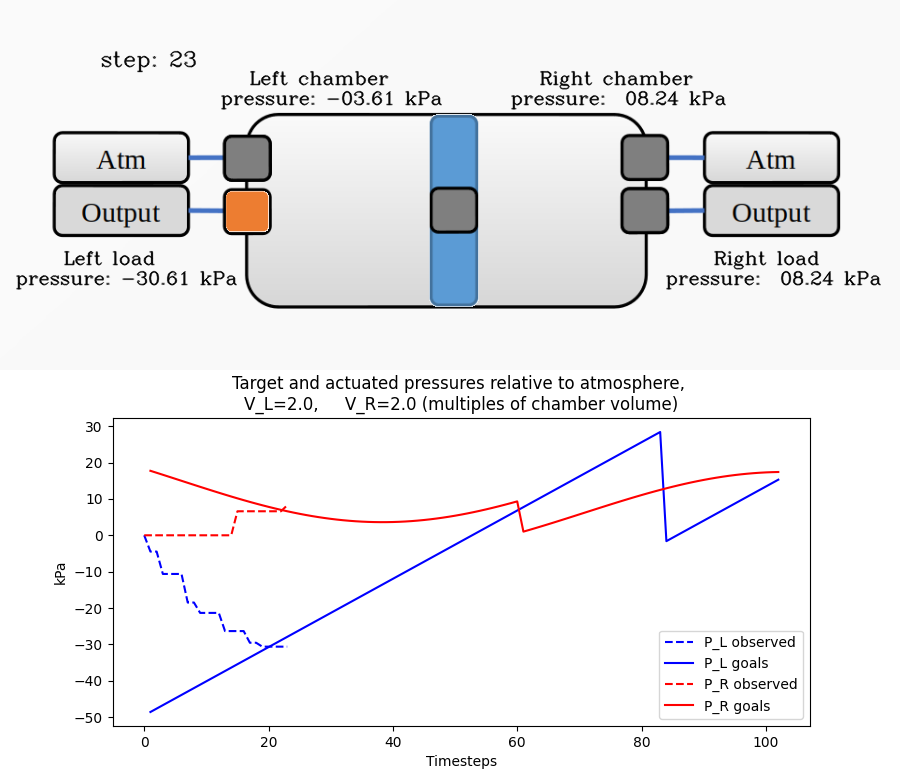 step: 23
Left chamber
pressure: -03.61 kPa
Right chamber
pressure: 08.24 kPa
Atm
Output
Atm
Output
Left load
pressure: -30.61 kPa
Right load
pressure: 08.24 kPa
Target and actuated pressures relative to atmosphere,
V_L=2.0, V_R=2.0 (multiples of chamber volume)
30
20
10
0
−10
−20
−30
−40
−50
kPa
0 20 40 60 80 100
Timesteps
P_L observed
P_L goals
P_R observed
P_R goals